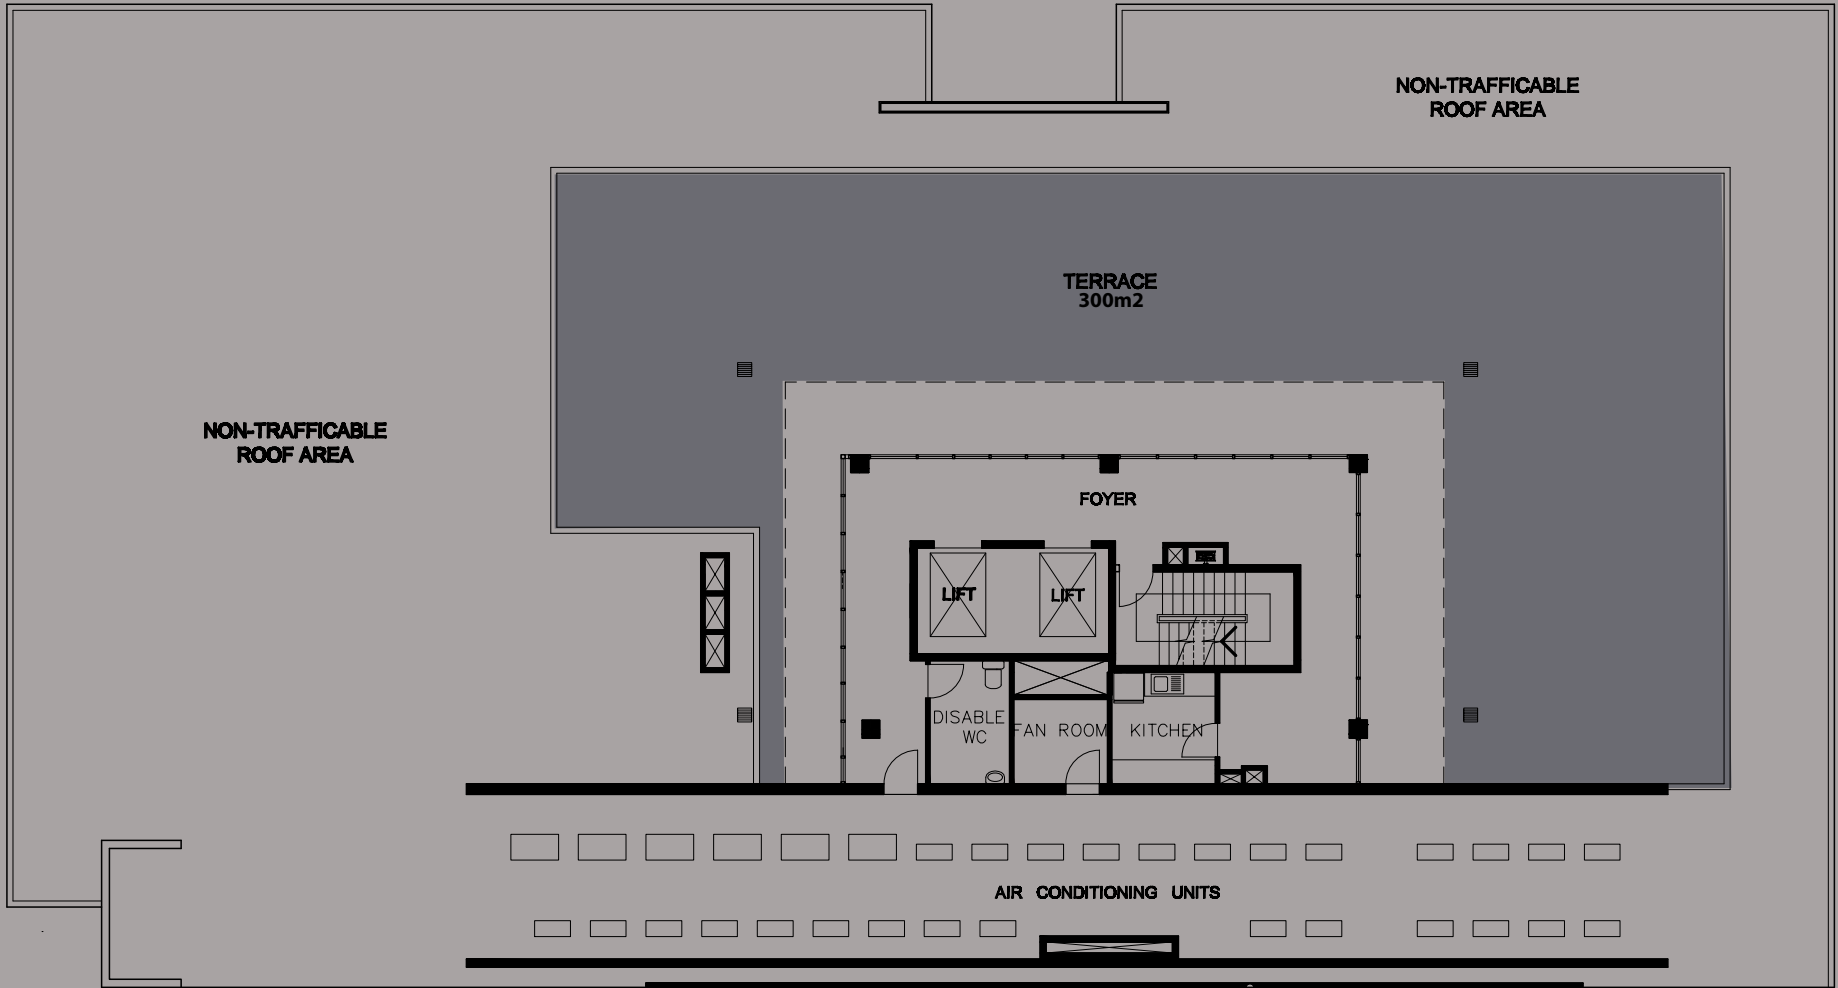 NON-TRAFFICABLE
ROOF AREA
TERRACE
300m2
NON-TRAFFICABLE
ROOF AREA
FOYER
LIFT
LIFT
DISABLE
WC
FAN ROOM
KITCHEN
AIR CONDITIONING UNITS